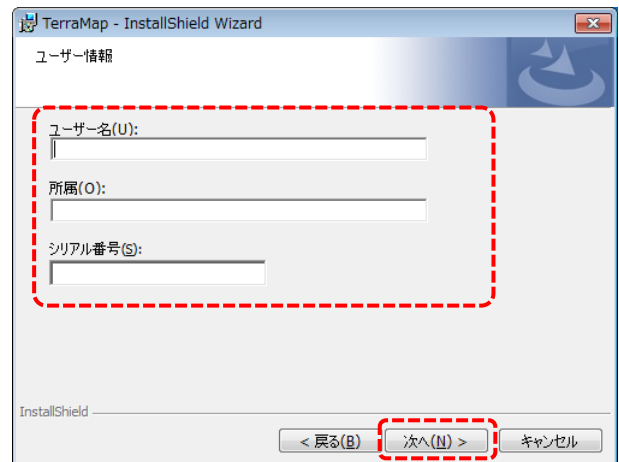 TerraMap - InstallShield Wizard
ユーザー情報
ユーザー名(U):
所属(O):
シリアル番号(S):
InstallShield
< 戻る(B)
次へ(N) >
キャンセル